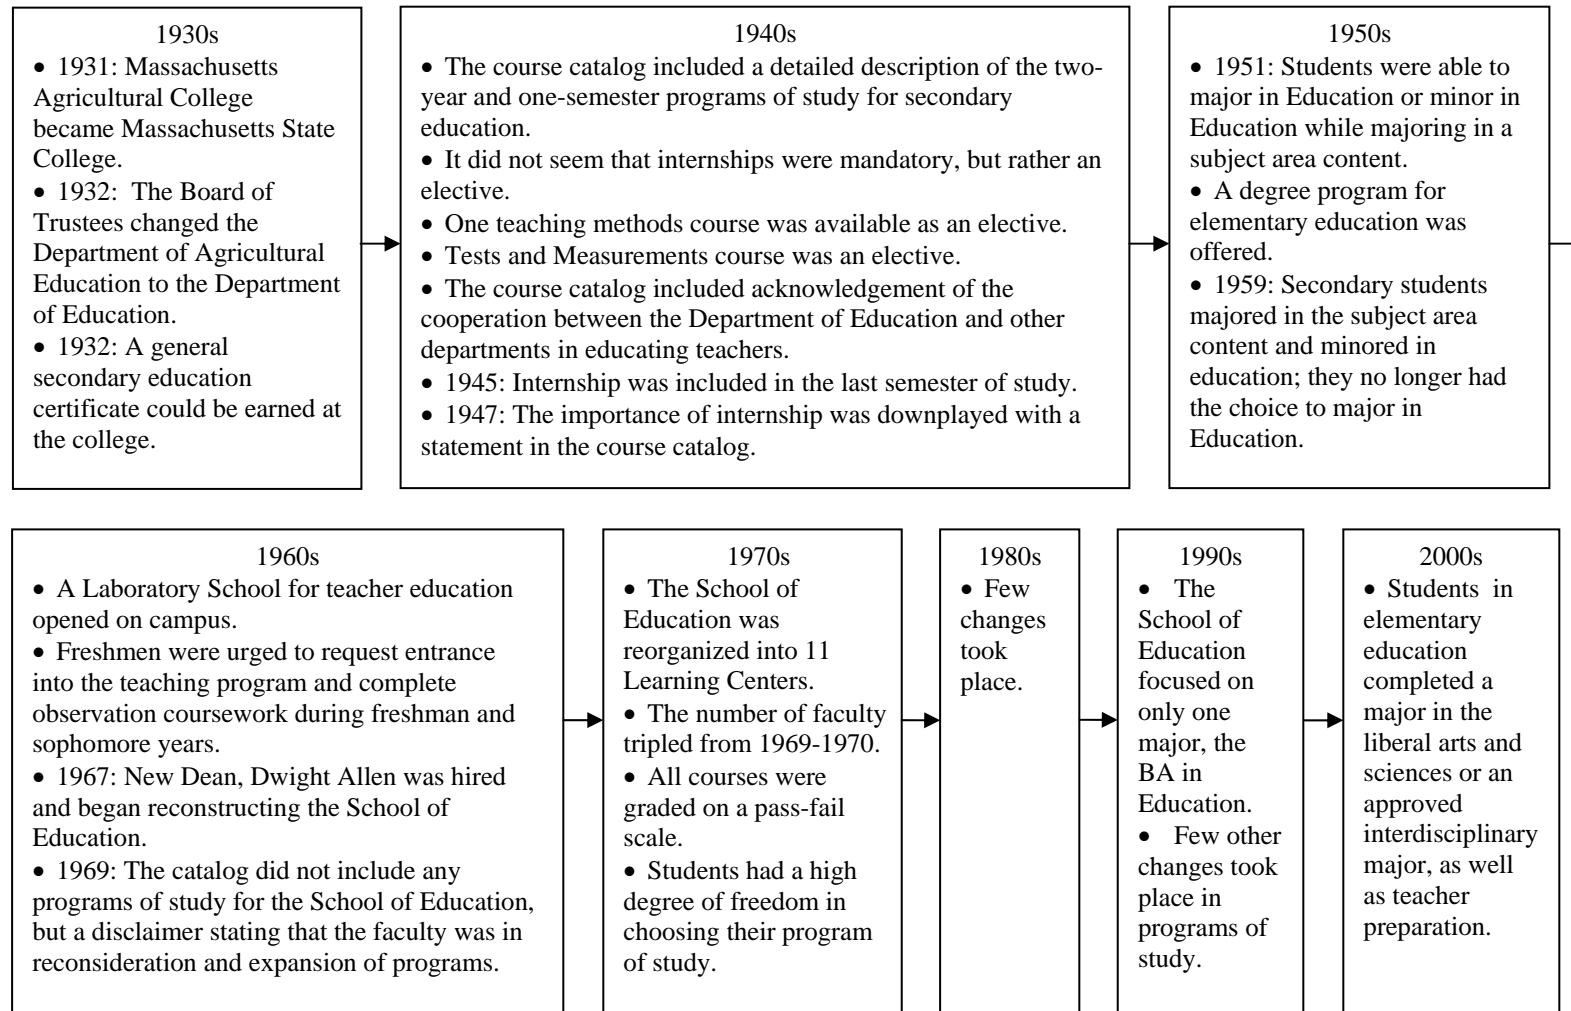 1930s
• 1931: Massachusetts
Agricultural College
became Massachusetts State
College.
• 1932:  The Board of
Trustees changed the
Department of Agricultural
Education to the Department
of Education.
• 1932: A general
secondary education
certificate could be earned at
the college.
1940s
• The course catalog included a detailed description of the two-
year and one-semester programs of study for secondary
education.
• It did not seem that internships were mandatory, but rather an
elective.
• One teaching methods course was available as an elective.
• Tests and Measurements course was an elective.
• The course catalog included acknowledgement of the
cooperation between the Department of Education and other
departments in educating teachers.
• 1945: Internship was included in the last semester of study.
• 1947: The importance of internship was downplayed with a
statement in the course catalog.
1950s
• 1951: Students were able to
major in Education or minor in
Education while majoring in a
subject area content.
• A degree program for
elementary education was
offered.
• 1959: Secondary students
majored in the subject area
content and minored in
education; they no longer had
the choice to major in
Education.
1960s
• A Laboratory School for teacher education
opened on campus.
• Freshmen were urged to request entrance
into the teaching program and complete
observation coursework during freshman and
sophomore years.
• 1967: New Dean, Dwight Allen was hired
and began reconstructing the School of
Education.
• 1969: The catalog did not include any
programs of study for the School of Education,
but a disclaimer stating that the faculty was in
reconsideration and expansion of programs.
1970s
• The School of
Education was
reorganized into 11
Learning Centers.
• The number of faculty
tripled from 1969-1970.
• All courses were
graded on a pass-fail
scale.
• Students had a high
degree of freedom in
choosing their program
of study.
1980s
• Few
changes
took
place.
1990s
• The
School of
Education
focused on
only one
major, the
BA in
Education.
• Few other
changes took
place in
programs of
study.
2000s
• Students in
elementary
education
completed a
major in the
liberal arts and
sciences or an
approved
interdisciplinary
major, as well
as teacher
preparation.